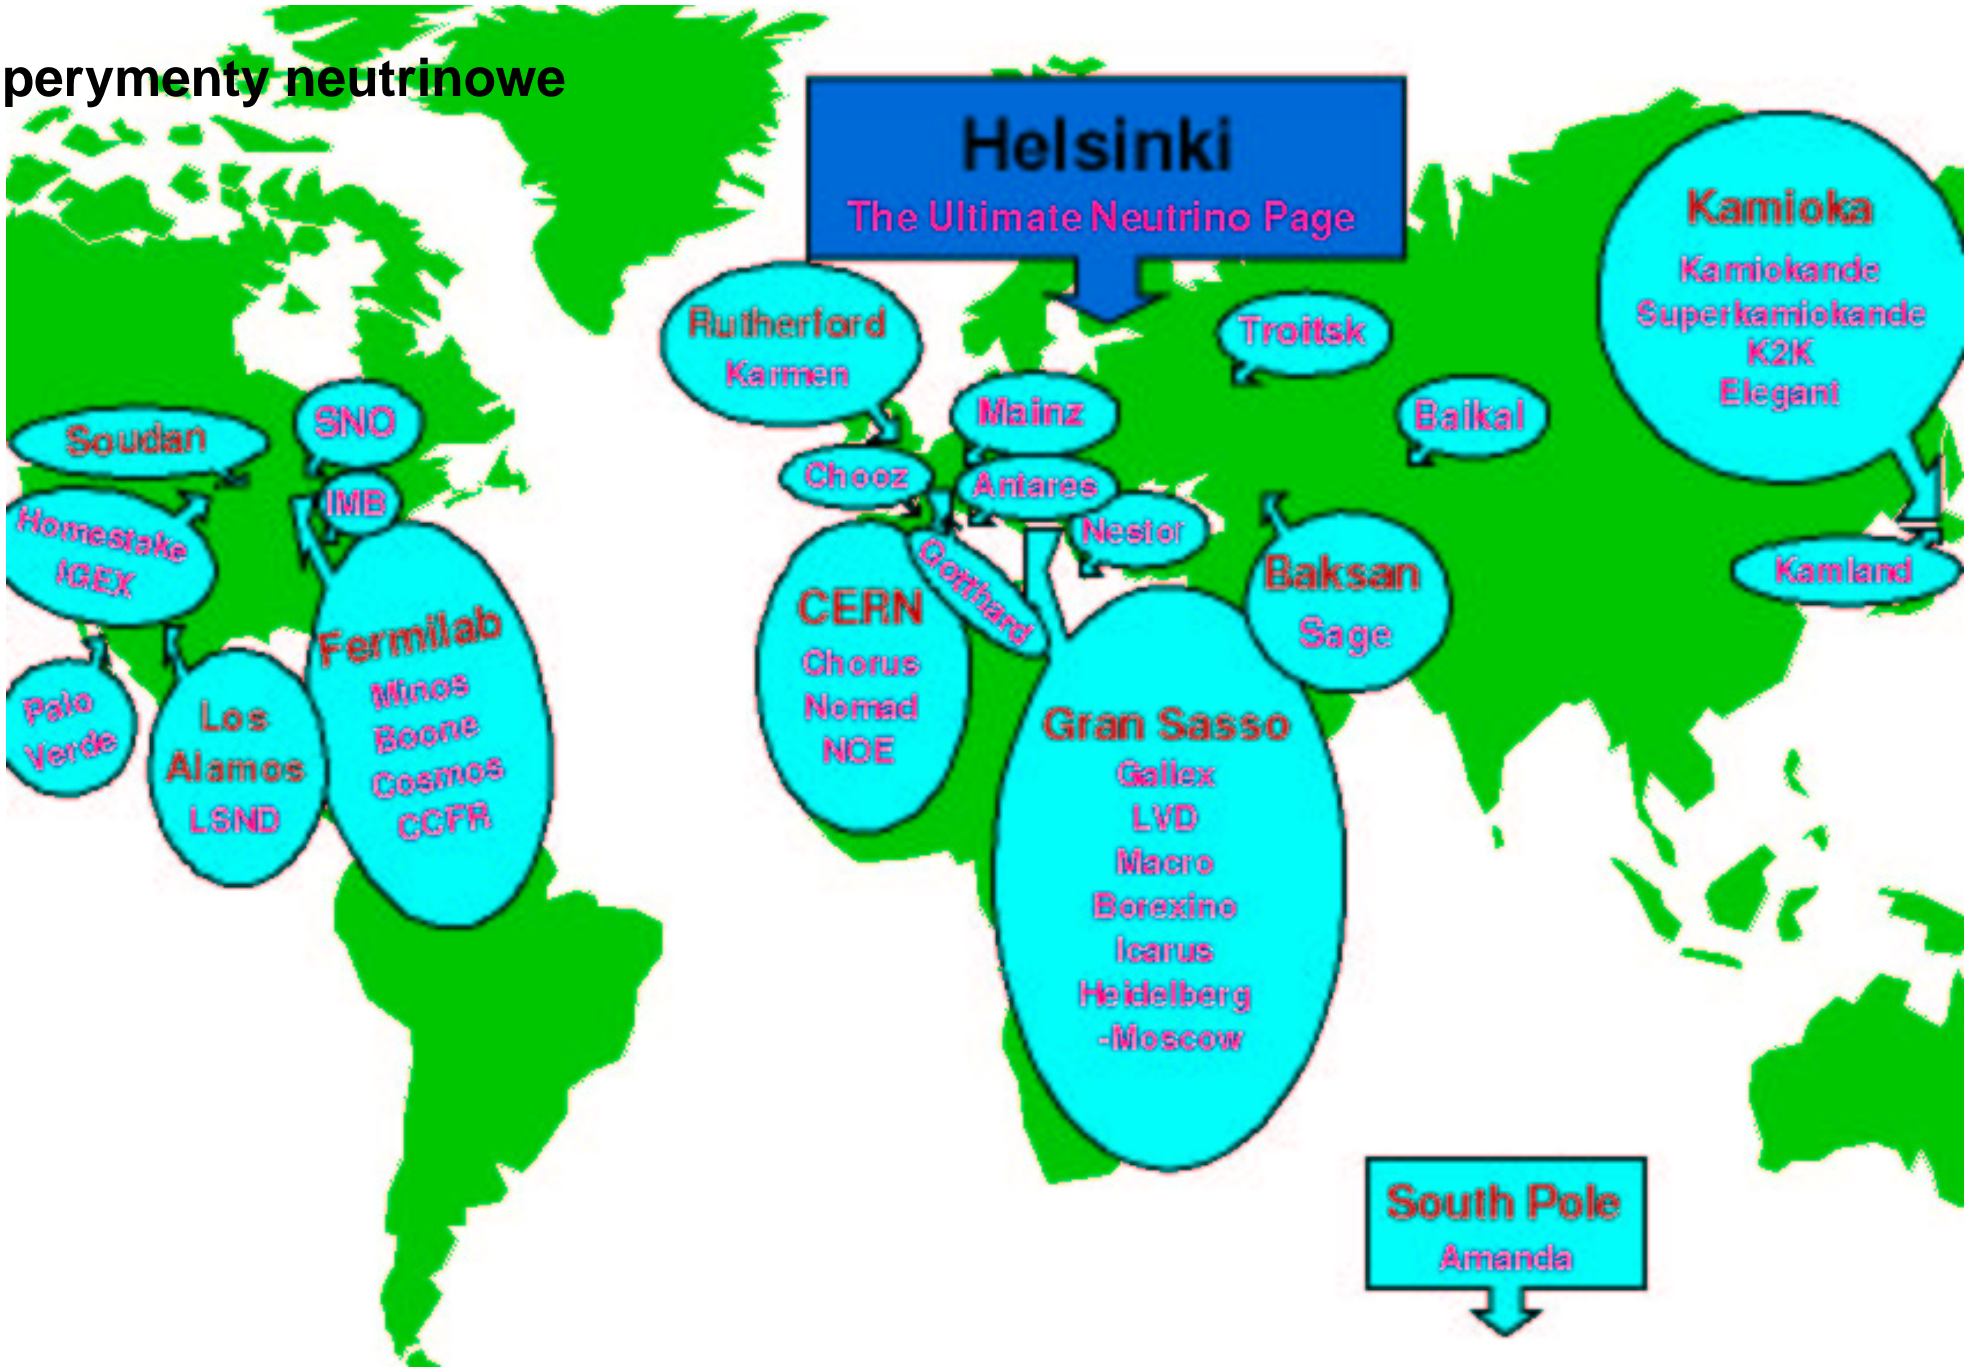 perymenty neutrinowe
Helsinki
The Ultimate Neutrino Page
Kamioka
Kamiokande
Superkamiokande
K2K
Elegant
Rutherford
Karmen
Troitsk
Mainz
Baikal
SNO
Soudan
Chooz
Antares
IMB
Nestor
Homestake
IGEX
Gotthard
Baksan
Sage
Kamland
CERN
Chorus
Nomad
NOE
Fermilab
Minos
Boone
Cosmos
CCFR
Palo
Verde
Los
Alamos
LSND
Gran Sasso
Gallex
LVD
Macro
Borexino
Icarus
Heidelberg
-Moscow
South Pole
Amanda